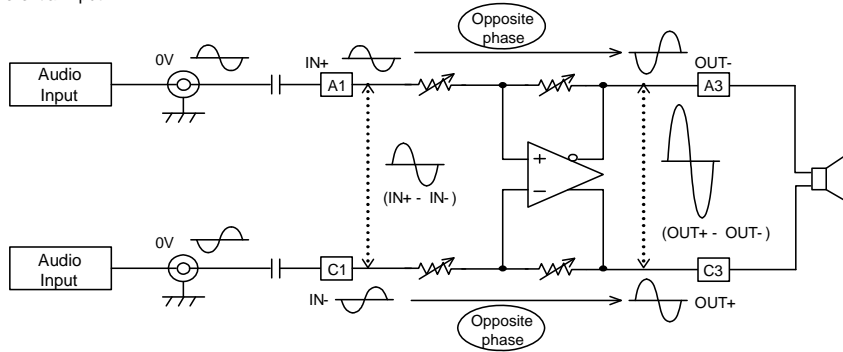 Opposite
phase
0V
IN+
OUT-
Audio
Input
A1
A3
+
−
(IN+ - IN-)
(OUT+ - OUT-)
0V
Audio
Input
C1
C3
IN-
OUT+
Opposite
phase